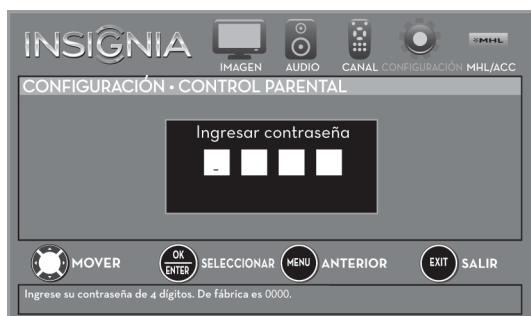 INSIGNIA
IMAGEN AUDIO CANAL CONFIGURACIÓN MHL/ACC
MHL
CONFIGURACIÓN • CONTROL PARENTAL
Ingresar contraseña
-
MOVER OK ENTER SELECCIONAR MENU ANTERIOR EXIT SALIR
Ingrese su contraseña de 4 dígitos. De fábrica es 0000.